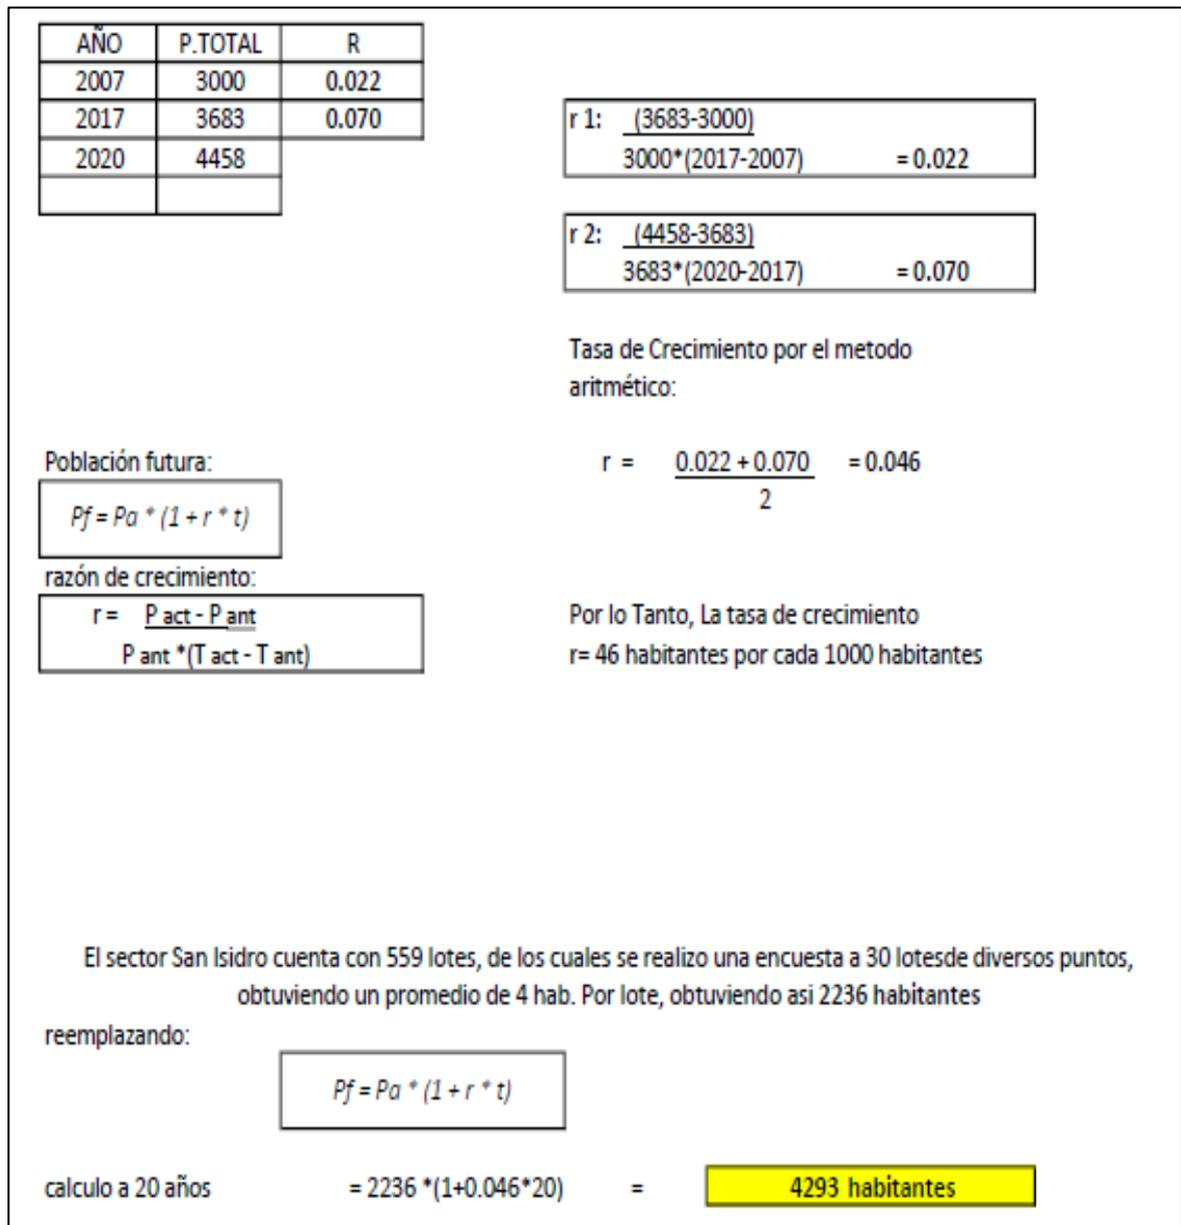 AÑO P.TOTAL R
2007 3000 0.022
2017 3683 0.070
2020 4458
r 1: (3683-3000)
3000*(2017-2007) = 0.022
r 2: (4458-3683)
3683*(2020-2017) = 0.070
Tasa de Crecimiento por el metodo
aritmético:
Población futura:
r = 0.022 + 0.070 = 0.046
2
Pf = Pa * (1 + r * t)
razón de crecimiento:
r = P act - P ant
P ant *(T act - T ant)
Por lo Tanto, La tasa de crecimiento
r= 46 habitantes por cada 1000 habitantes
El sector San Isidro cuenta con 559 lotes, de los cuales se realizo una encuesta a 30 lotesde diversos puntos,
obtuviendo un promedio de 4 hab. Por lote, obtuviendo asi 2236 habitantes
reemplazando:
Pf = Pa * (1 + r * t)
calculo a 20 años = 2236 *(1+0.046*20) = 4293 habitantes